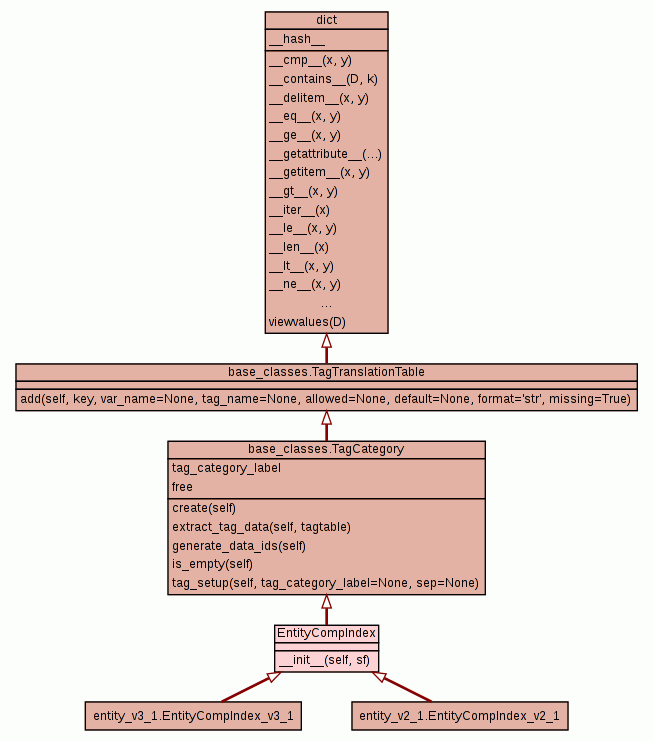 dict
__hash__
__cmp__(x, y)
__contains__(D, k)
__delitem__(x, y)
__eq__(x, y)
__ge__(x, y)
__getattribute__(...)
__getitem__(x, y)
__gt__(x, y)
__iter__(x)
__le__(x, y)
__len__(x)
__lt__(x, y)
__ne__(x, y)
...
viewvalues(D)
base_classes.TagTranslationTable
add(self, key, var_name=None, tag_name=None, allowed=None, default=None, format='str', missing=True)
base_classes.TagCategory
tag_category_label
free
create(self)
extract_tag_data(self, tagtable)
generate_data_ids(self)
is_empty(self)
tag_setup(self, tag_category_label=None, sep=None)
EntityCompIndex
__init__(self, sf)
entity_v3_1.EntityCompIndex_v3_1
entity_v2_1.EntityCompIndex_v2_1